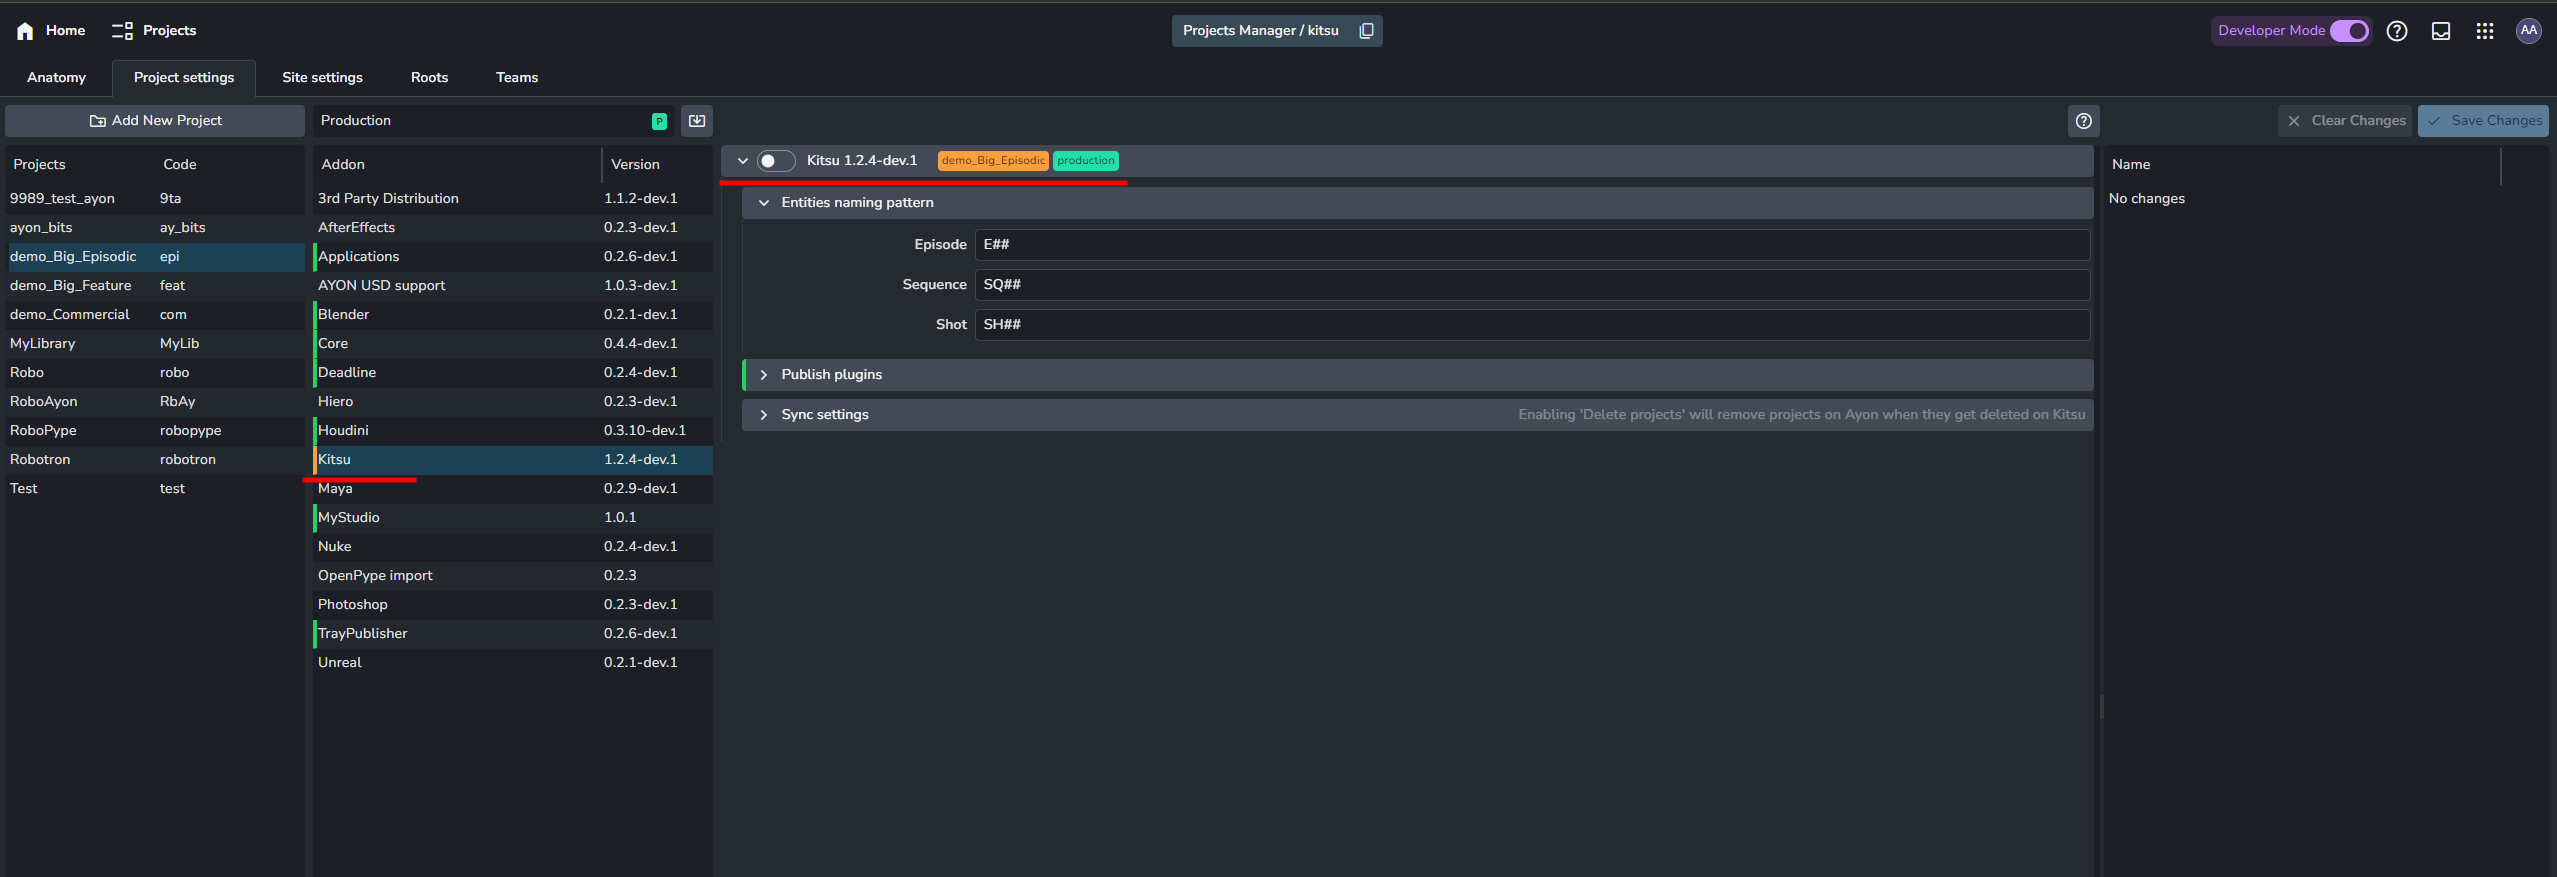 Home Projects Projects Manager / kitsu Developer Mode AA
Anatomy Project settings Site settings Roots Teams
Add New Project Production P Clear Changes Save Changes
Projects Code Addon Version Kitsu 1.2.4-dev.1 demo_Big_Episodic production Name
9989_test_ayon 9ta 3rd Party Distribution 1.1.2-dev.1 Entities naming pattern No changes
ayon_bits ay_bits AfterEffects 0.2.3-dev.1
demo_Big_Episodic epi Applications 0.2.6-dev.1 Episode E##
demo_Big_Feature feat AYON USD support 1.0.3-dev.1 Sequence SQ##
demo_Commercial com Blender 0.2.1-dev.1 Shot SH##
MyLibrary MyLib Core 0.4.4-dev.1
Robo robo Deadline 0.2.4-dev.1 Publish plugins
RoboAyon RbAy Hiero 0.2.3-dev.1 Sync settings Enabling 'Delete projects' will remove projects on Ayon when they get deleted on Kitsu
RoboPype robopype Houdini 0.3.10-dev.1
Robotron robotron Kitsu 1.2.4-dev.1
Test test Maya 0.2.9-dev.1
MyStudio 1.0.1
Nuke 0.2.4-dev.1
OpenPype import 0.2.3
Photoshop 0.2.3-dev.1
TrayPublisher 0.2.6-dev.1
Unreal 0.2.1-dev.1